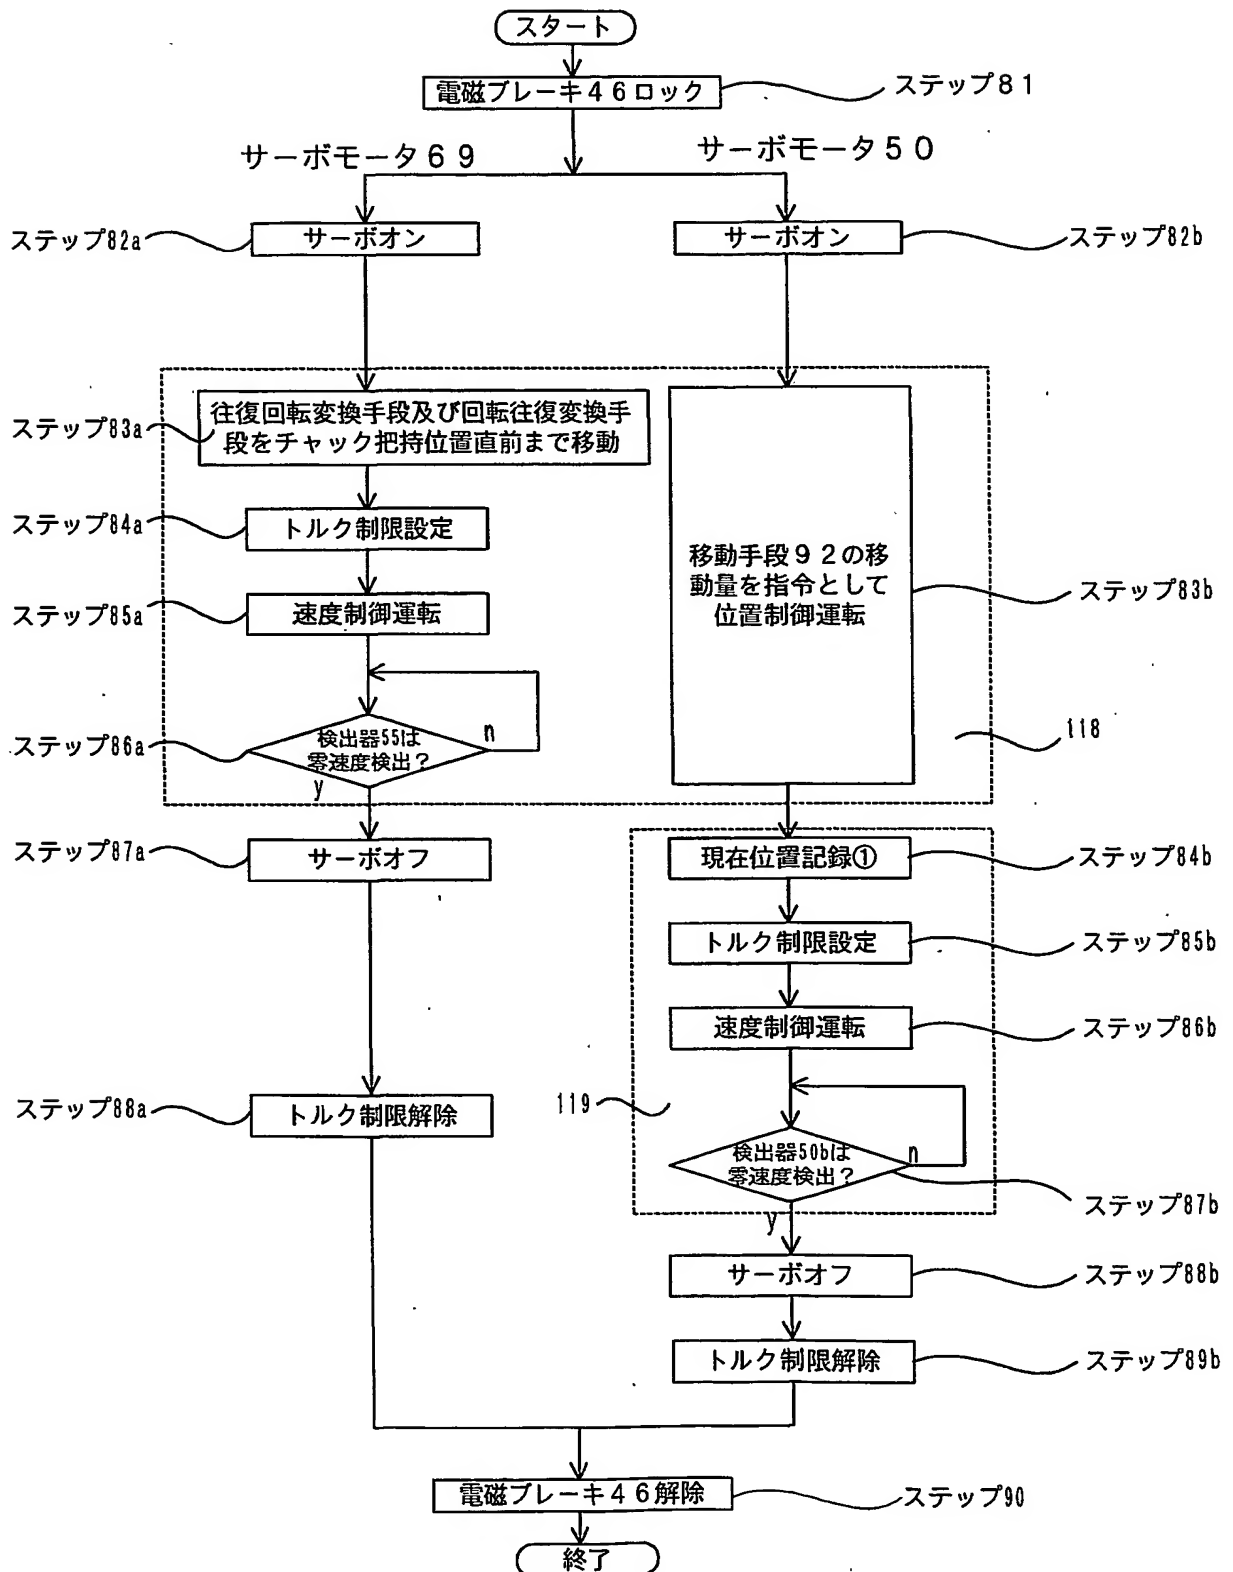 スタート
電磁ブレーキ46ロック
ステップ81
サーボモータ69
サーボモータ50
ステップ82a
サーボオン
サーボオン
ステップ82b
ステップ83a
往復回転変換手段及び回転往復変換手
段をチャック把持位置直前まで移動
ステップ84a
トルク制限設定
ステップ85a
速度制御運転
移動手段92の移
動量を指令として
位置制御運転
ステップ83b
ステップ86a
検出器55は
零速度検出?
n
y
118
ステップ87a
サーボオフ
現在位置記録①
ステップ84b
トルク制限設定
ステップ85b
速度制御運転
ステップ86b
ステップ88a
トルク制限解除
119
検出器50bは
零速度検出?
n
y
ステップ87b
サーボオフ
ステップ88b
トルク制限解除
ステップ89b
電磁ブレーキ46解除
ステップ90
終了